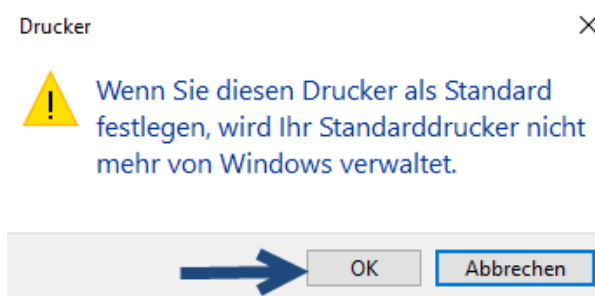 Drucker
Wenn Sie diesen Drucker als Standard
festlegen, wird Ihr Standarddrucker nicht
mehr von Windows verwaltet.
OK
Abbrechen